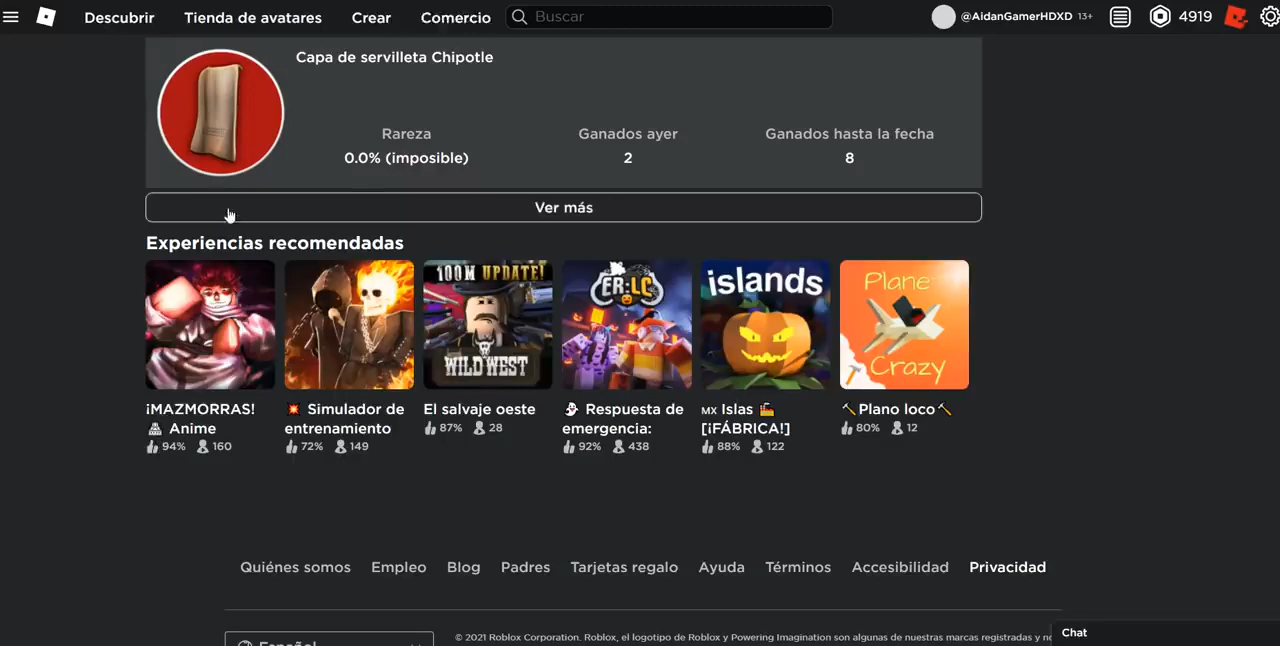 Descubrir Tienda de avatares Crear Comercio Buscar @AidanGamerHDXD 13+ 4919
Capa de servilleta Chipotle
Rareza Ganados ayer Ganados hasta la fecha
0.0% (imposible) 2 8
Ver más
Experiencias recomendadas
100M UPDATE!
WILD WEST
ER:LC
islands
Plane
Crazy
¡MAZMORRAS! Anime
94% 160
Simulador de entrenamiento
72% 149
El salvaje oeste
87% 28
Respuesta de emergencia:
92% 438
MX Islas [¡FÁBRICA!]
88% 122
Plano loco
80% 12
Quiénes somos Empleo Blog Padres Tarjetas regalo Ayuda Términos Accesibilidad Privacidad
Español
© 2021 Roblox Corporation. Roblox, el logotipo de Roblox y Powering Imagination son algunas de nuestras marcas registradas y
Chat